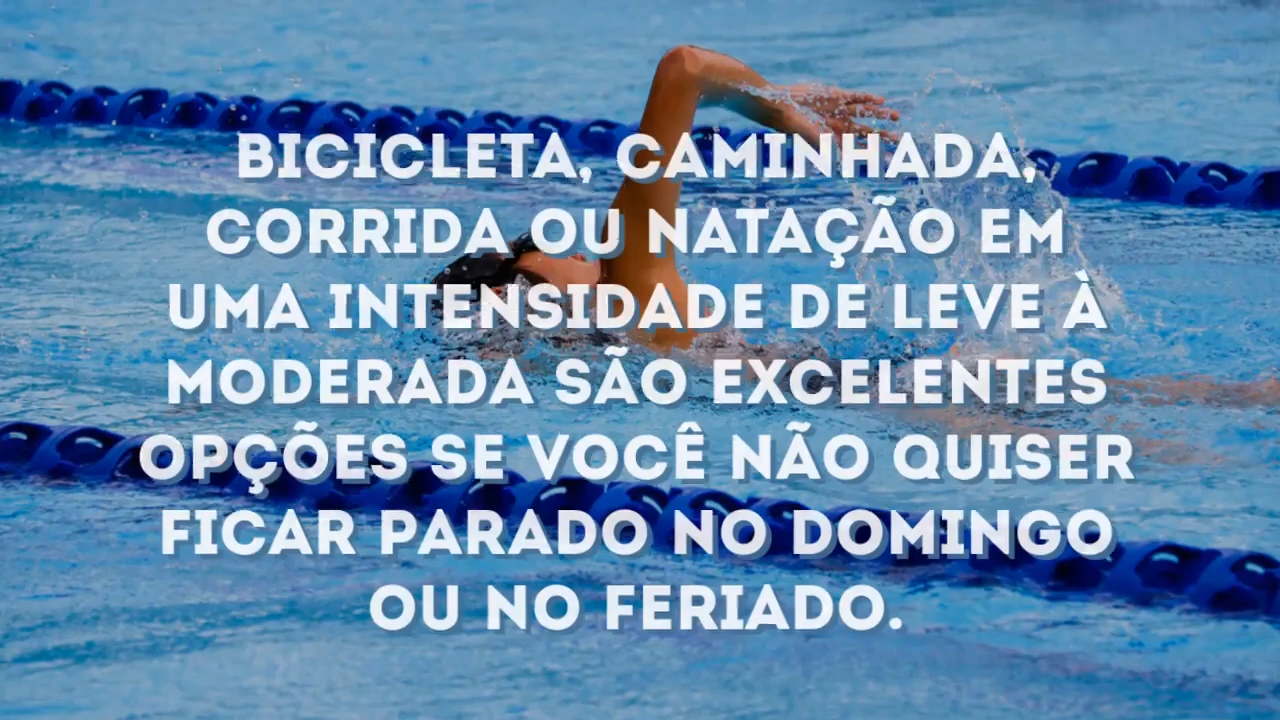 BICICLETA, CAMINHADA,
CORRIDA OU NATAÇÃO EM
UMA INTENSIDADE DE LEVE À
MODERADA SÃO EXCELENTES
OPÇÕES SE VOCÊ NÃO QUISER
FICAR PARADO NO DOMINGO
OU NO FERIADO.